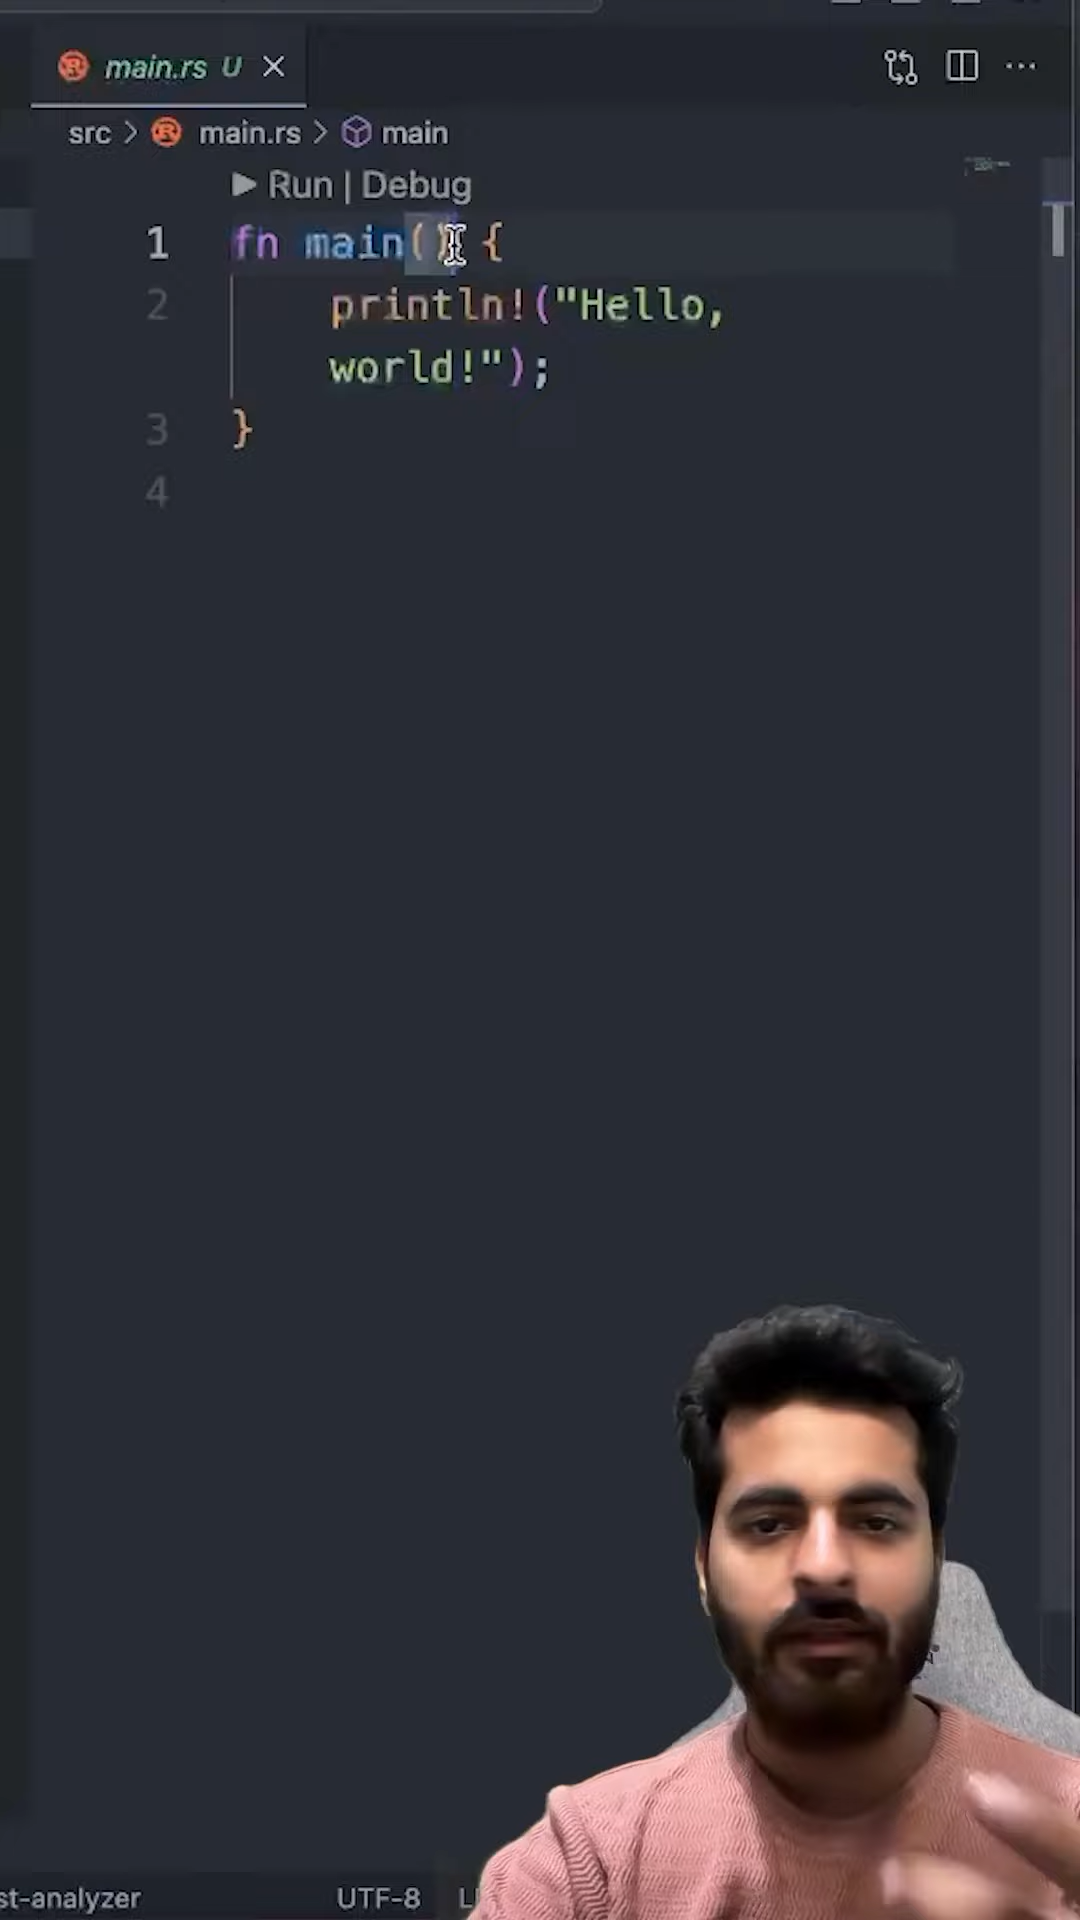 main.rs U
src > main.rs > main
Run | Debug
1 fn main() {
2 println!("Hello,
world!");
3 }
4
st-analyzer UTF-8